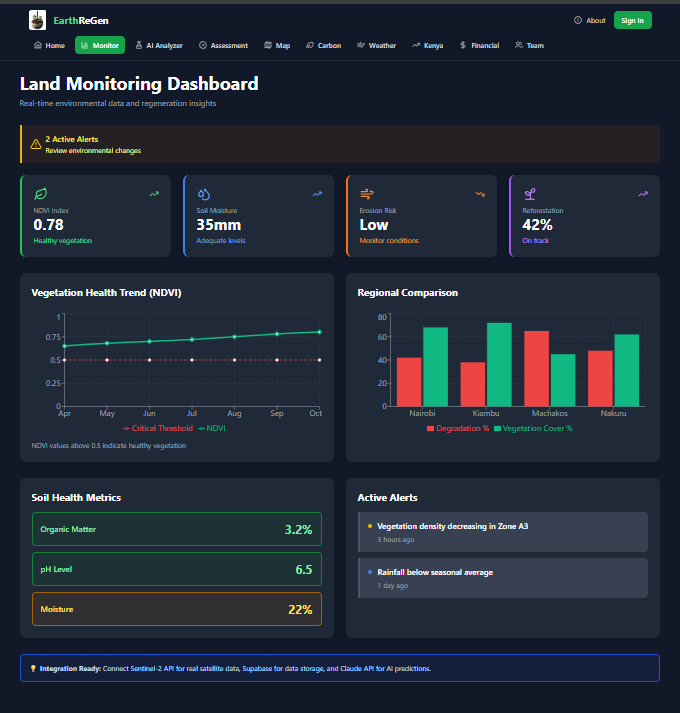 EarthReGen
About
Sign In
Home
Monitor
AI Analyzer
Assessment
Map
Carbon
Weather
Kenya
Financial
Team
Land Monitoring Dashboard
Real-time environmental data and regeneration insights
2 Active Alerts
Review environmental changes
NDVI Index
0.78
Healthy vegetation
Soil Moisture
35mm
Adequate levels
Erosion Risk
Low
Monitor conditions
Reforestation
42%
On track
Vegetation Health Trend (NDVI)
1
0.75
0.5
0.25
0
Apr May Jun Jul Aug Sep Oct
Critical Threshold NDVI
NDVI values above 0.5 indicate healthy vegetation
Regional Comparison
80
60
40
20
0
Nairobi Kiambu Machakos Nakuru
Degradation % Vegetation Cover %
Soil Health Metrics
Organic Matter 3.2%
pH Level 6.5
Moisture 22%
Active Alerts
Vegetation density decreasing in Zone A3
3 hours ago
Rainfall below seasonal average
1 day ago
Integration Ready: Connect Sentinel-2 API for real satellite data, Supabase for data storage, and Claude API for AI predictions.